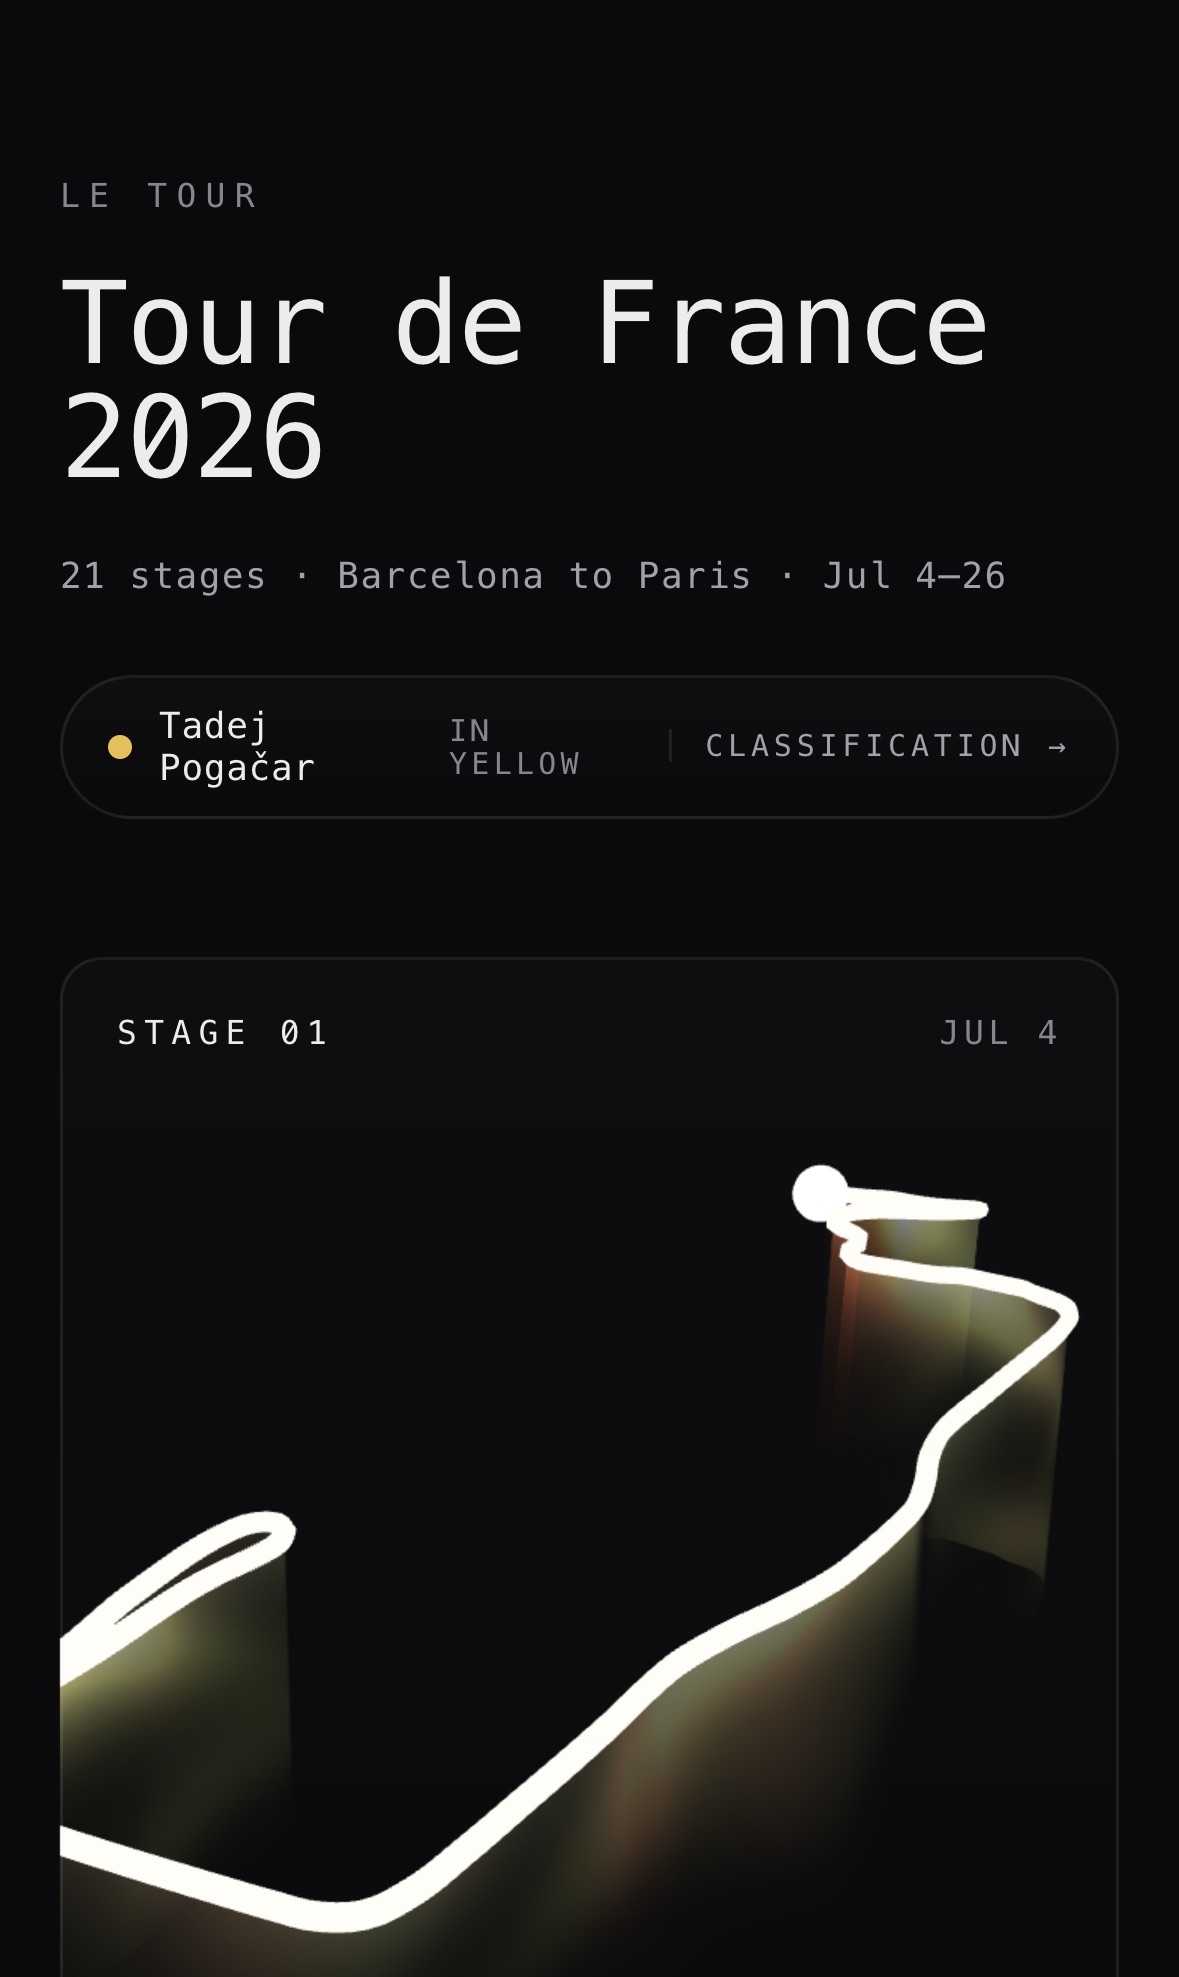 LE TOUR
Tour de France
2026
21 stages · Barcelona to Paris · Jul 4–26
Tadej
Pogačar
IN
YELLOW
CLASSIFICATION →
STAGE 01
JUL 4